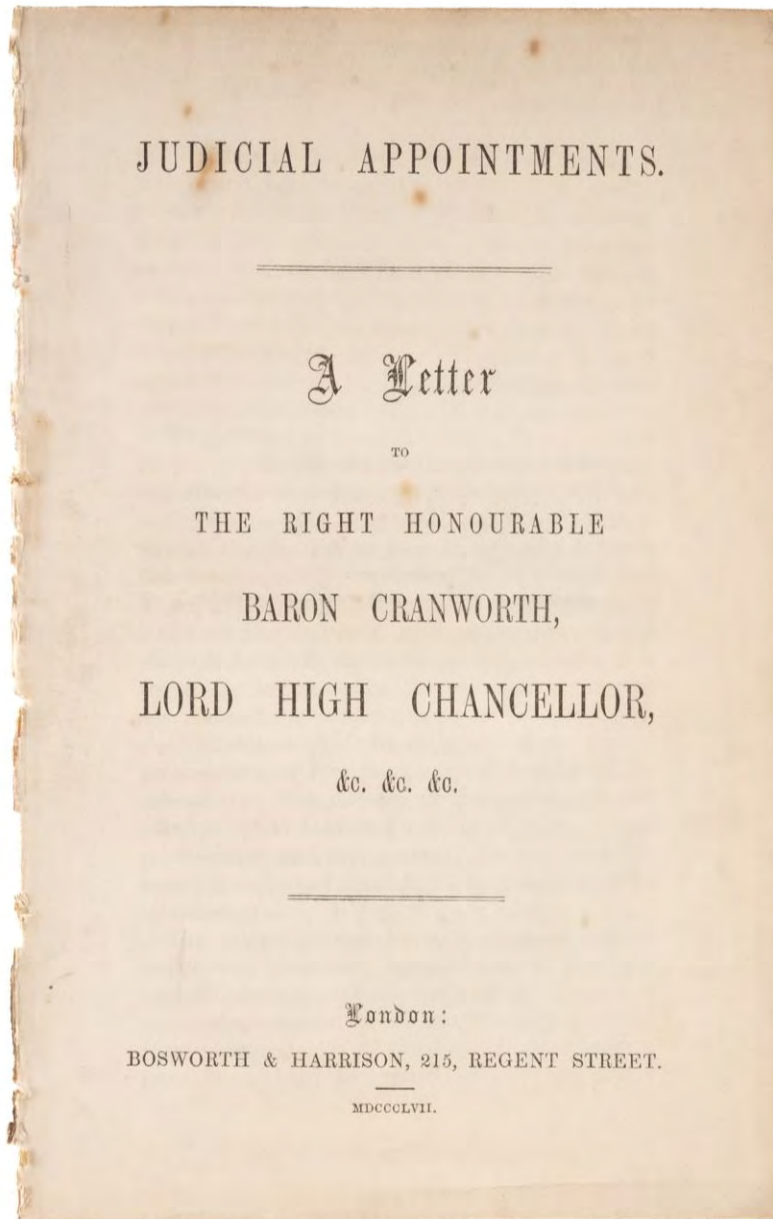 JUDICIAL APPOINTMENTS.
A Letter
TO
THE RIGHT HONOURABLE
BARON CRANWORTH,
LORD HIGH CHANCELLOR,
&c. &c. &c.
London:
BOSWORTH & HARRISON, 215, REGENT STREET.
MDCCCLVII.